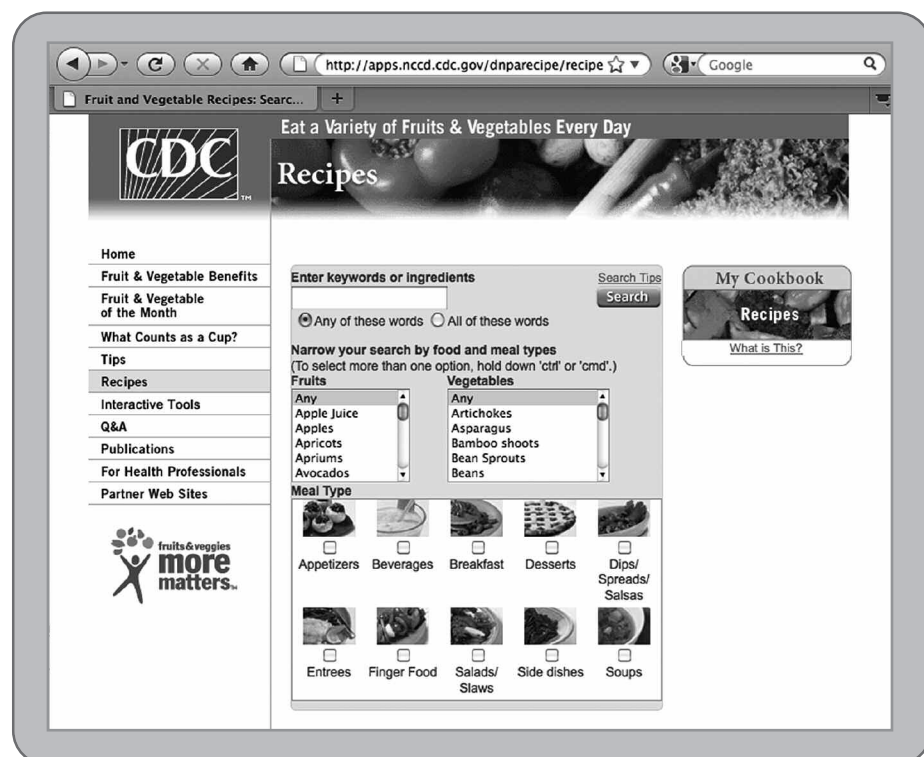 http://apps.nccd.cdc.gov/dnparecipe/recipe
Google
Fruit and Vegetable Recipes: Searc...
+
Eat a Variety of Fruits & Vegetables Every Day
CDC
TM
Recipes
Home
Fruit & Vegetable Benefits
Fruit & Vegetable
of the Month
What Counts as a Cup?
Tips
Recipes
Interactive Tools
Q&A
Publications
For Health Professionals
Partner Web Sites
fruits&veggies
more
matters.
Enter keywords or ingredients
Search Tips
Search
Any of these words All of these words
Narrow your search by food and meal types
(To select more than one option, hold down 'ctrl' or 'cmd'.)
Fruits Vegetables
Any
Apple Juice
Apples
Apricots
Apriums
Avocados
Any
Artichokes
Asparagus
Bamboo shoots
Bean Sprouts
Beans
Meal Type
Appetizers Beverages Breakfast Desserts Dips/
Spreads/
Salsas
Entrees Finger Food Salads/
Slaws Side dishes Soups
My Cookbook
Recipes
What is This?